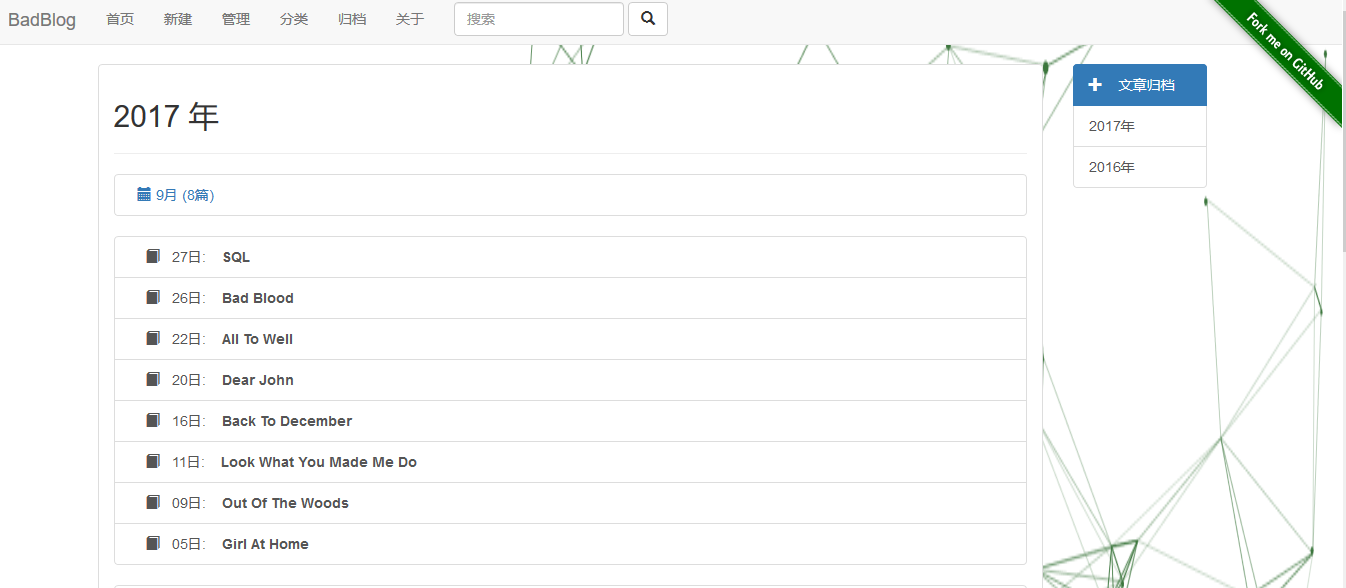 BadBlog 首页 新建 管理 分类 归档 关于 搜索
Fork me on GitHub
2017 年
9月 (8篇)
27日: SQL
26日: Bad Blood
22日: All To Well
20日: Dear John
16日: Back To December
11日: Look What You Made Me Do
09日: Out Of The Woods
05日: Girl At Home
文章归档
2017年
2016年